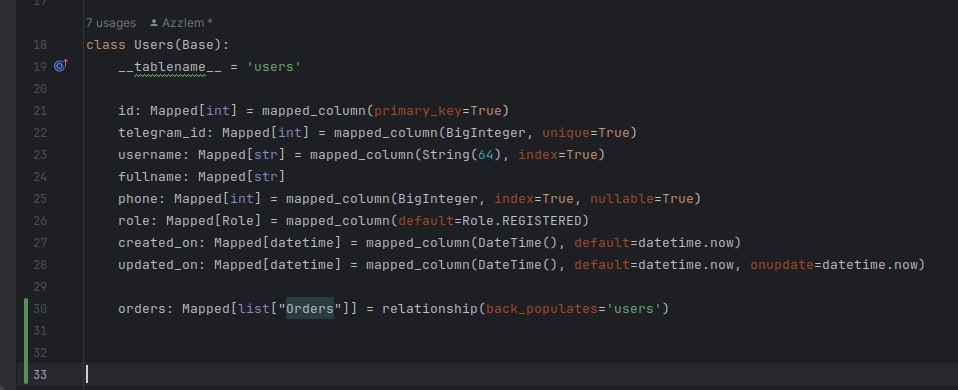 17
7 usages Azzlem *
18 class Users(Base):
19 __tablename__ = 'users'
20
21 id: Mapped[int] = mapped_column(primary_key=True)
22 telegram_id: Mapped[int] = mapped_column(BigInteger, unique=True)
23 username: Mapped[str] = mapped_column(String(64), index=True)
24 fullname: Mapped[str]
25 phone: Mapped[int] = mapped_column(BigInteger, index=True, nullable=True)
26 role: Mapped[Role] = mapped_column(default=Role.REGISTERED)
27 created_on: Mapped[datetime] = mapped_column(DateTime(), default=datetime.now)
28 updated_on: Mapped[datetime] = mapped_column(DateTime(), default=datetime.now, onupdate=datetime.now)
29
30 orders: Mapped[list["Orders"]] = relationship(back_populates='users')
31
32
33